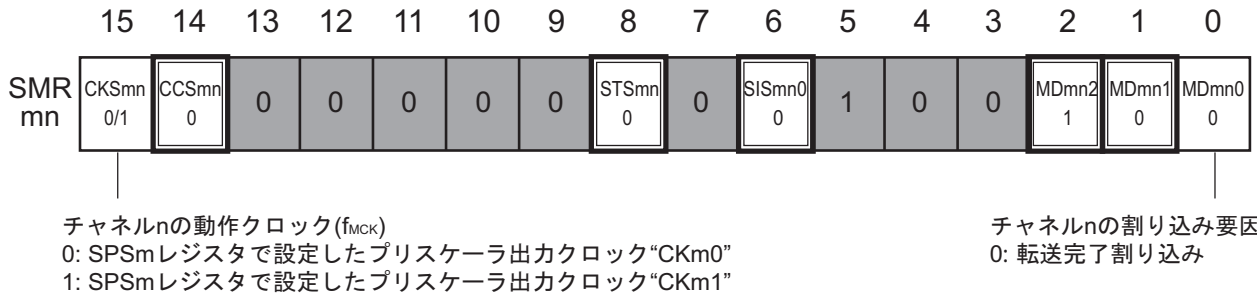 15 14 13 12 11 10 9 8 7 6 5 4 3 2 1 0
SMR
mn
CKSmn CCSmn 0 0 0 0 0 STSmn 0 SISmn0 1 0 0 MDmn2 MDmn1 MDmn0
0/1 0 0 0 1 0 0
チャネルnの動作クロック(fMCK)
0: SPSmレジスタで設定したプリスケーラ出力クロック“CKm0”
1: SPSmレジスタで設定したプリスケーラ出力クロック“CKm1”
チャネルnの割り込み要因
0: 転送完了割り込み